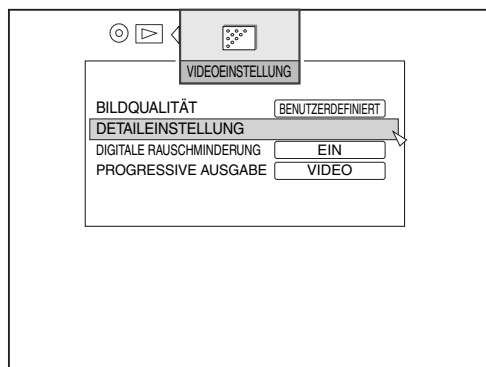 VIDEOEINSTELLUNG
BILDQUALITÄT BENUTZERDEFINIERT
DETAILEINSTELLUNG
DIGITALE RAUSCHMINDERUNG EIN
PROGRESSIVE AUSGABE VIDEO